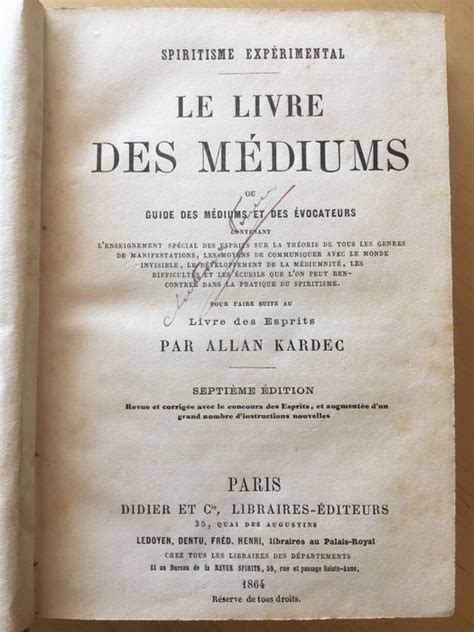 SPIRITISME EXPÉRIMENTAL
LE LIVRE
DES MÉDIUMS
OU
GUIDE DES MÉDIUMS ET DES ÉVOCATEURS
CONTENANT
L'ENSEIGNEMENT SPÉCIAL DES ESPRITS SUR LA THÉORIE DE TOUS LES GENRES
DE MANIFESTATIONS, LES MOYENS DE COMMUNIQUER AVEC LE MONDE
INVISIBLE, LE DÉVELOPPEMENT DE LA MÉDIUMNITÉ, LES
DIFFICULTÉS ET LES ÉCUEILS QUE L'ON PEUT REN-
CONTRER DANS LA PRATIQUE DU SPIRITISME.
POUR FAIRE SUITE AU
Livre des Esprits
PAR ALLAN KARDEC
SEPTIÈME ÉDITION
Revue et corrigée avec le concours des Esprits, et augmentée d'un
grand nombre d'instructions nouvelles
PARIS
DIDIER ET Cie, LIBRAIRES-ÉDITEURS
35, QUAI DES AUGUSTINS
LEDOYEN, DENTU, FRÉD. HENRI, libraires au Palais-Royal
CHEZ TOUS LES LIBRAIRES DES DÉPARTEMENTS
Et au Bureau de la REVUE SPIRITE, 59, rue et passage Sainte-Anne,
1864
Réserve de tous droits.